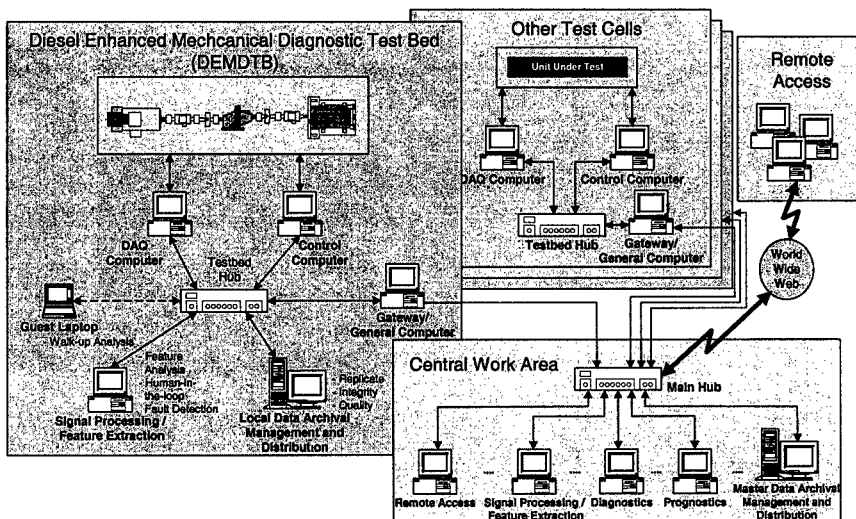 Diesel Enhanced Mechcanical Diagnostic Test Bed
(DEMDTB)
DAQ
Computer
Control
Computer
Testbed
Hub
Guest Laptop
Walk-up Analysis
Gateway/
General Computer
Feature
Analysis
Human-in-
the-loop
Fault Detection
Signal Processing /
Feature Extraction
Replicate
Integrity
Quality
Local Data Archival
Management and
Distribution
Other Test Cells
Unit Under Test
DAQ Computer
Control Computer
Testbed Hub
Gateway/
General Computer
Remote
Access
World
Wide
Web
Central Work Area
Main Hub
Remote Access
Signal Processing /
Feature Extraction
Diagnostics
Prognostics
Master Data Archival
Management and
Distribution